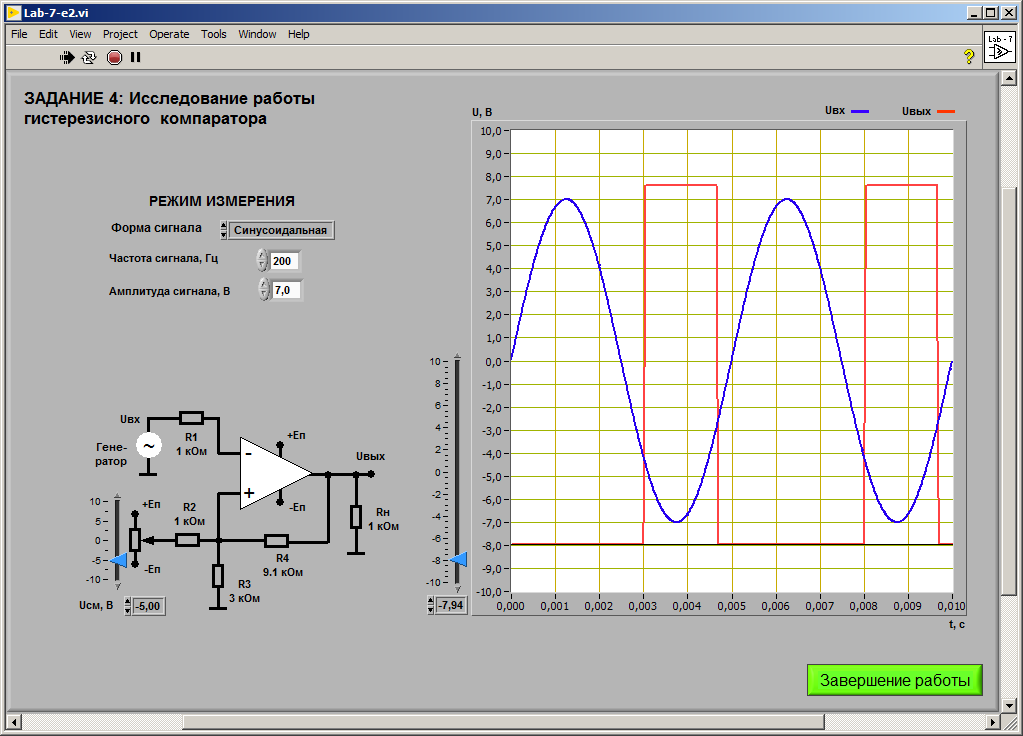 Lab-7-e2.vi
File Edit View Project Operate Tools Window Help
?
Lab - 7
ЗАДАНИЕ 4: Исследование работы
гистерезисного компаратора
РЕЖИМ ИЗМЕРЕНИЯ
Форма сигнала Синусоидальная
Частота сигнала, Гц 200
Амплитуда сигнала, В 7,0
Uвх
Гене-
ратор
~
R1
1 кОм
-
+
+Еп
-Еп
Uвых
Rн
1 кОм
R2
1 кОм
R4
9.1 кОм
R3
3 кОм
+Еп
-Еп
10
5
0
-5
-10
Uсм, В -5,00
10
8
6
4
2
0
-2
-4
-6
-8
-10
-7,94
U, В
Uвх Uвых
10,0
9,0
8,0
7,0
6,0
5,0
4,0
3,0
2,0
1,0
0,0
-1,0
-2,0
-3,0
-4,0
-5,0
-6,0
-7,0
-8,0
-9,0
-10,0
0,000 0,001 0,002 0,003 0,004 0,005 0,006 0,007 0,008 0,009 0,010
t, с
Завершение работы